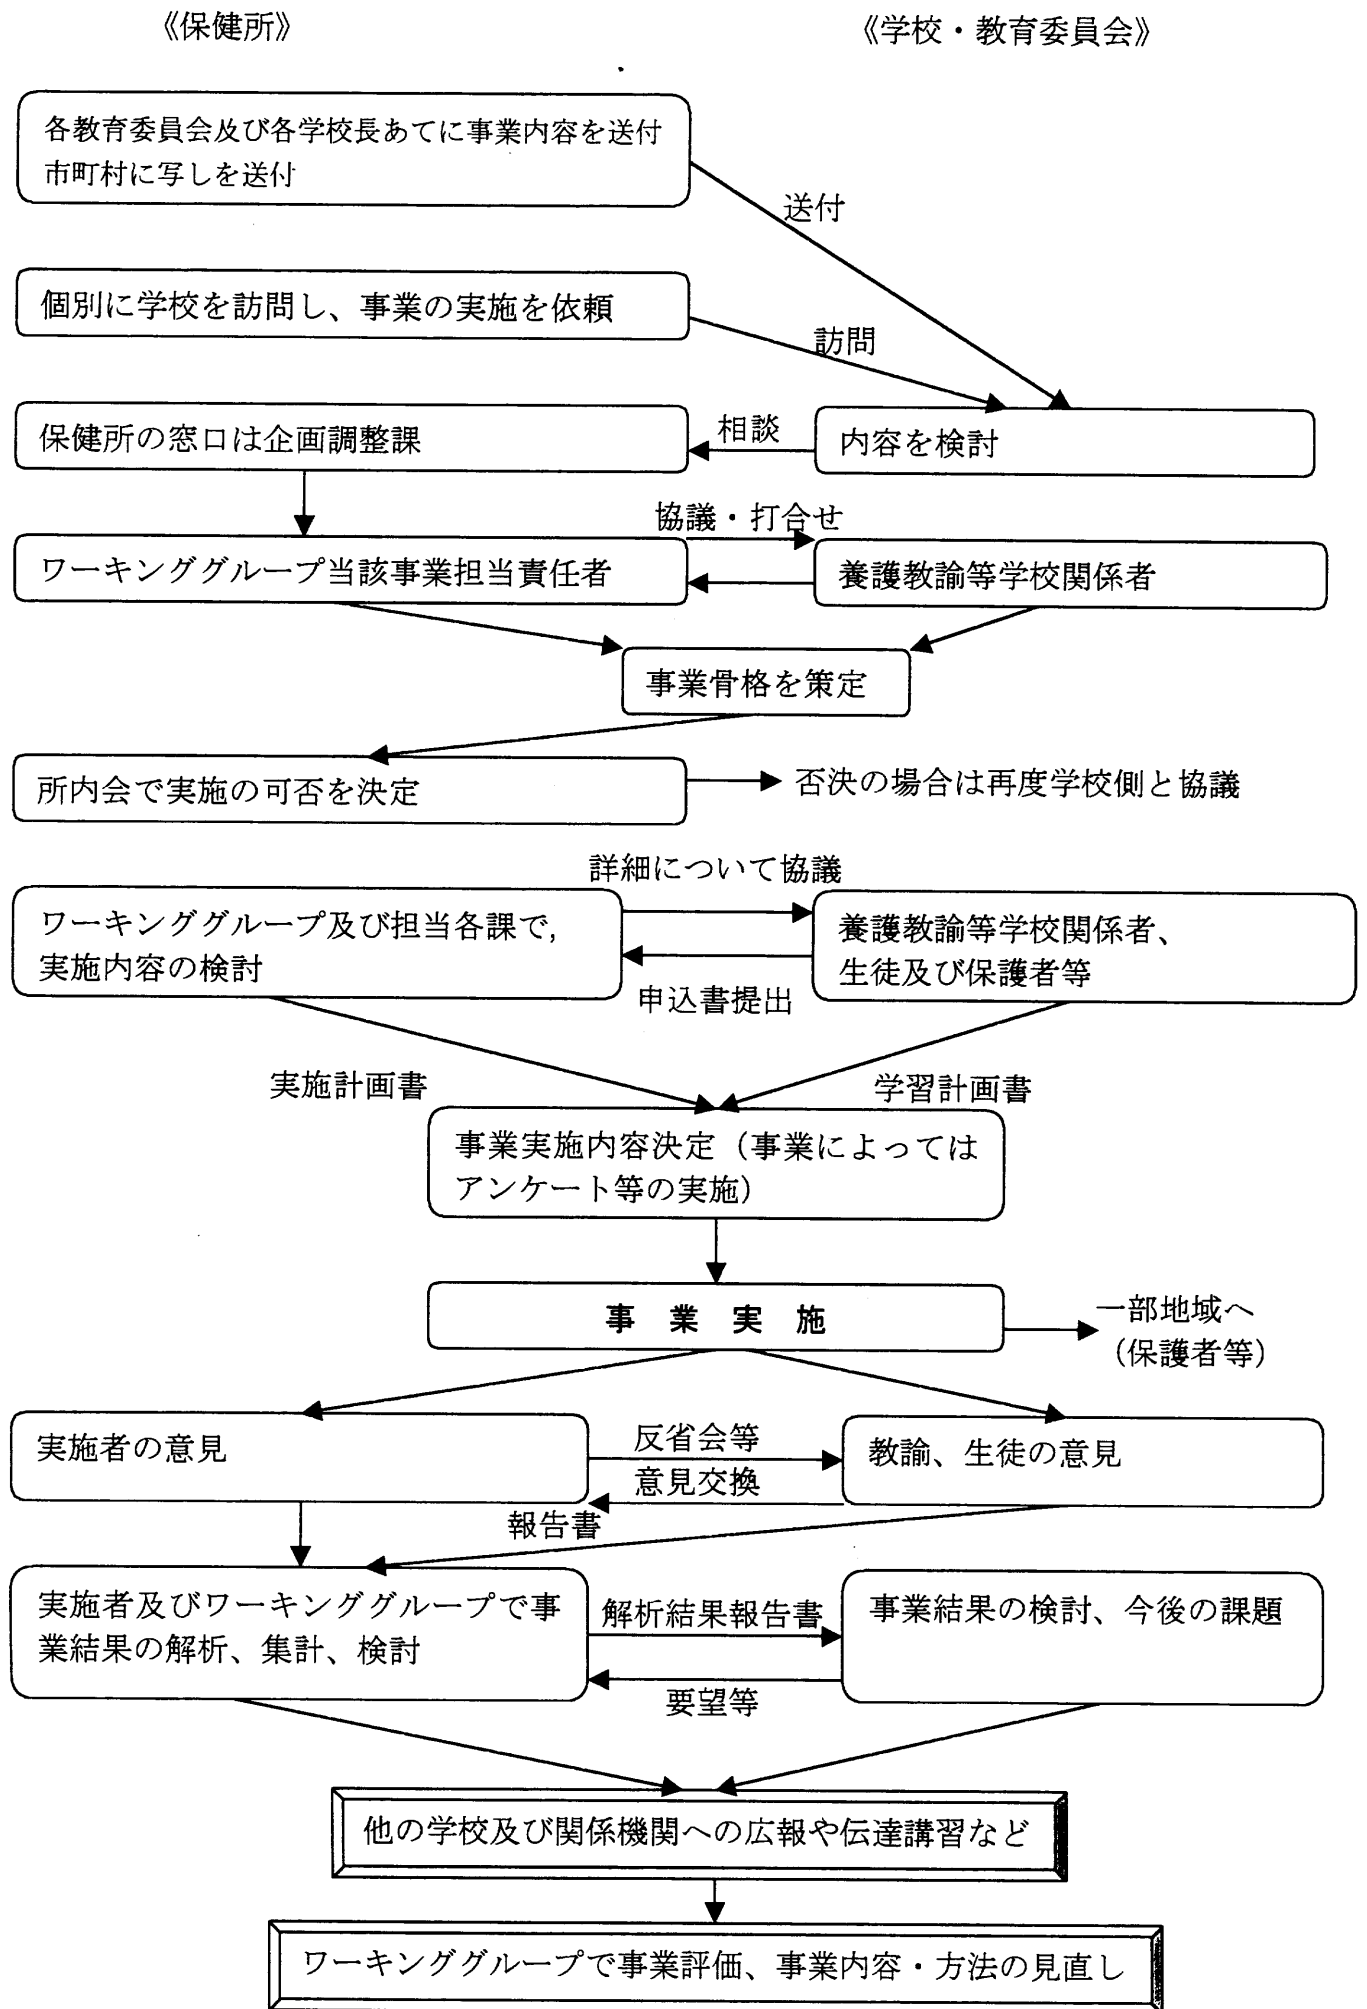 《保健所》
《学校・教育委員会》
各教育委員会及び各学校長あてに事業内容を送付
市町村に写しを送付
送付
個別に学校を訪問し、事業の実施を依頼
訪問
保健所の窓口は企画調整課
相談
内容を検討
協議・打合せ
ワーキンググループ当該事業担当責任者
養護教諭等学校関係者
事業骨格を策定
所内会で実施の可否を決定
否決の場合は再度学校側と協議
詳細について協議
ワーキンググループ及び担当各課で,
実施内容の検討
養護教諭等学校関係者、
生徒及び保護者等
申込書提出
実施計画書
学習計画書
事業実施内容決定（事業によっては
アンケート等の実施）
事 業 実 施
一部地域へ
（保護者等）
実施者の意見
反省会等
意見交換
教諭、生徒の意見
報告書
実施者及びワーキンググループで事
業結果の解析、集計、検討
解析結果報告書
事業結果の検討、今後の課題
要望等
他の学校及び関係機関への広報や伝達講習など
ワーキンググループで事業評価、事業内容・方法の見直し